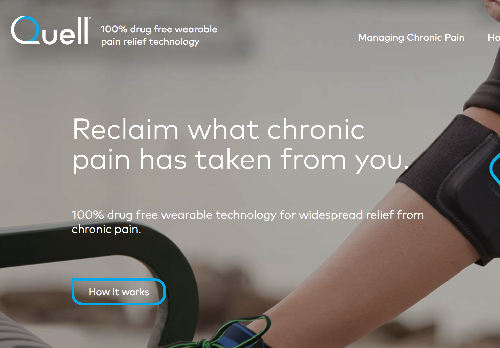 Quell
100% drug free wearable
pain relief technology
Managing Chronic Pain
Reclaim what chronic
pain has taken from you.
100% drug free wearable technology for widespread relief from
chronic pain.
How It works